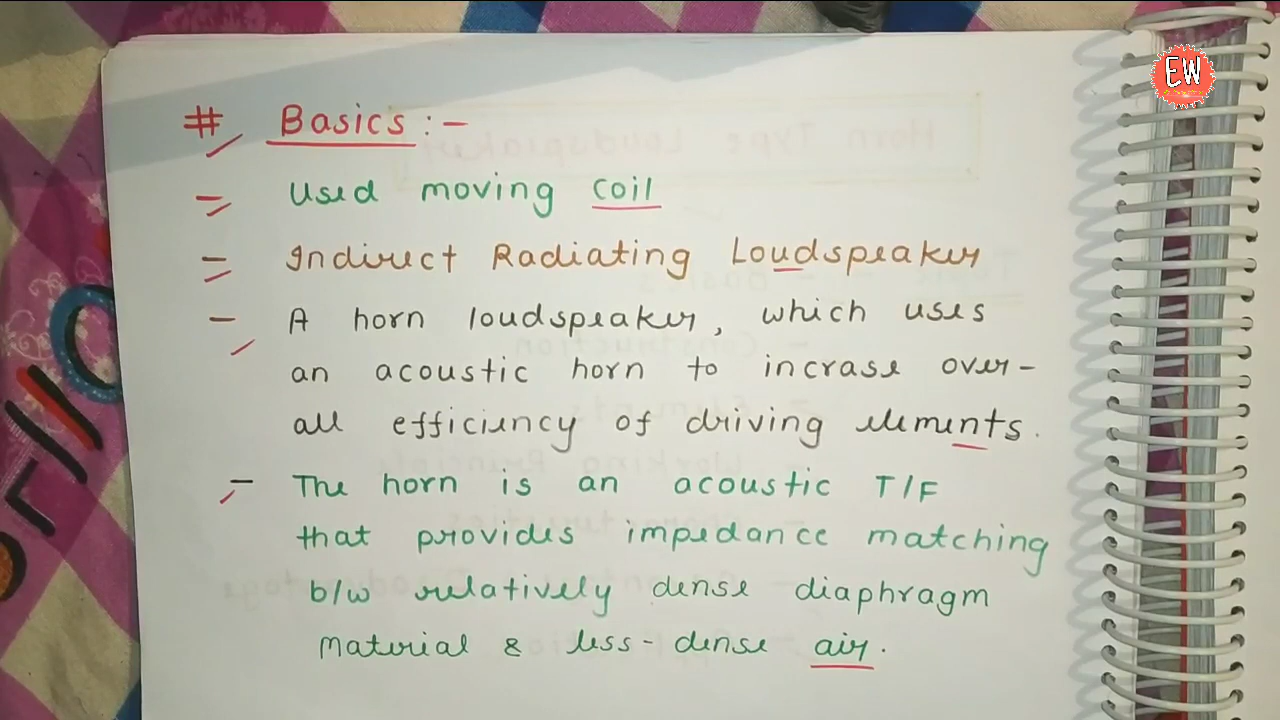 # Basics :-
- Used moving coil
- Indirect Radiating Loudspeaker
- A horn loudspeaker, which uses
an acoustic horn to incrase over-
all efficiency of driving elements.
- The horn is an acoustic T/F
that provides impedance matching
b/w relatively dense diaphragm
material & less-dense air.
EW